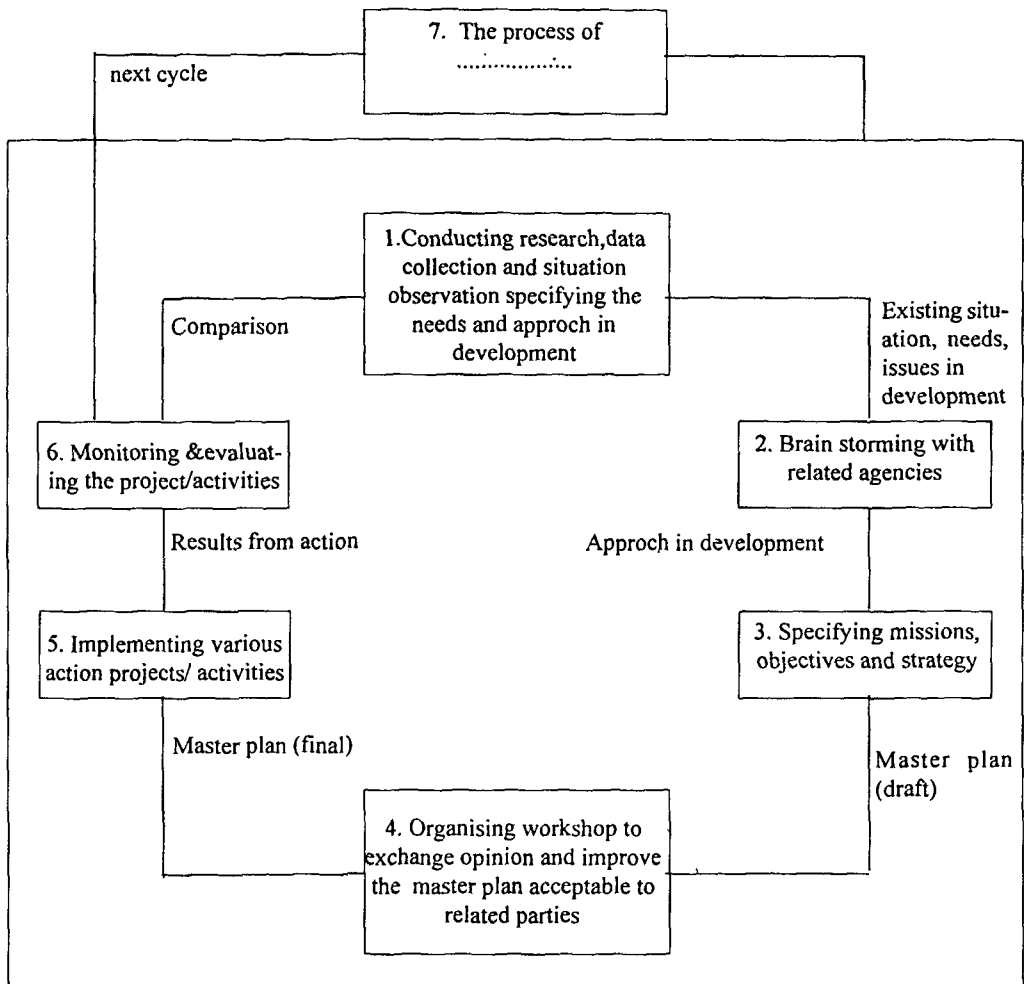 7. The process of
....:..............:...
next cycle
1.Conducting research,data
collection and situation
observation specifying the
needs and approch in
development
Comparison
Existing situ-
ation, needs,
issues in
development
6. Monitoring &evaluat-
ing the project/activities
2. Brain storming with
related agencies
Results from action
Approch in development
5. Implementing various
action projects/ activities
3. Specifying missions,
objectives and strategy
Master plan (final)
Master plan
(draft)
4. Organising workshop to
exchange opinion and improve
the master plan acceptable to
related parties